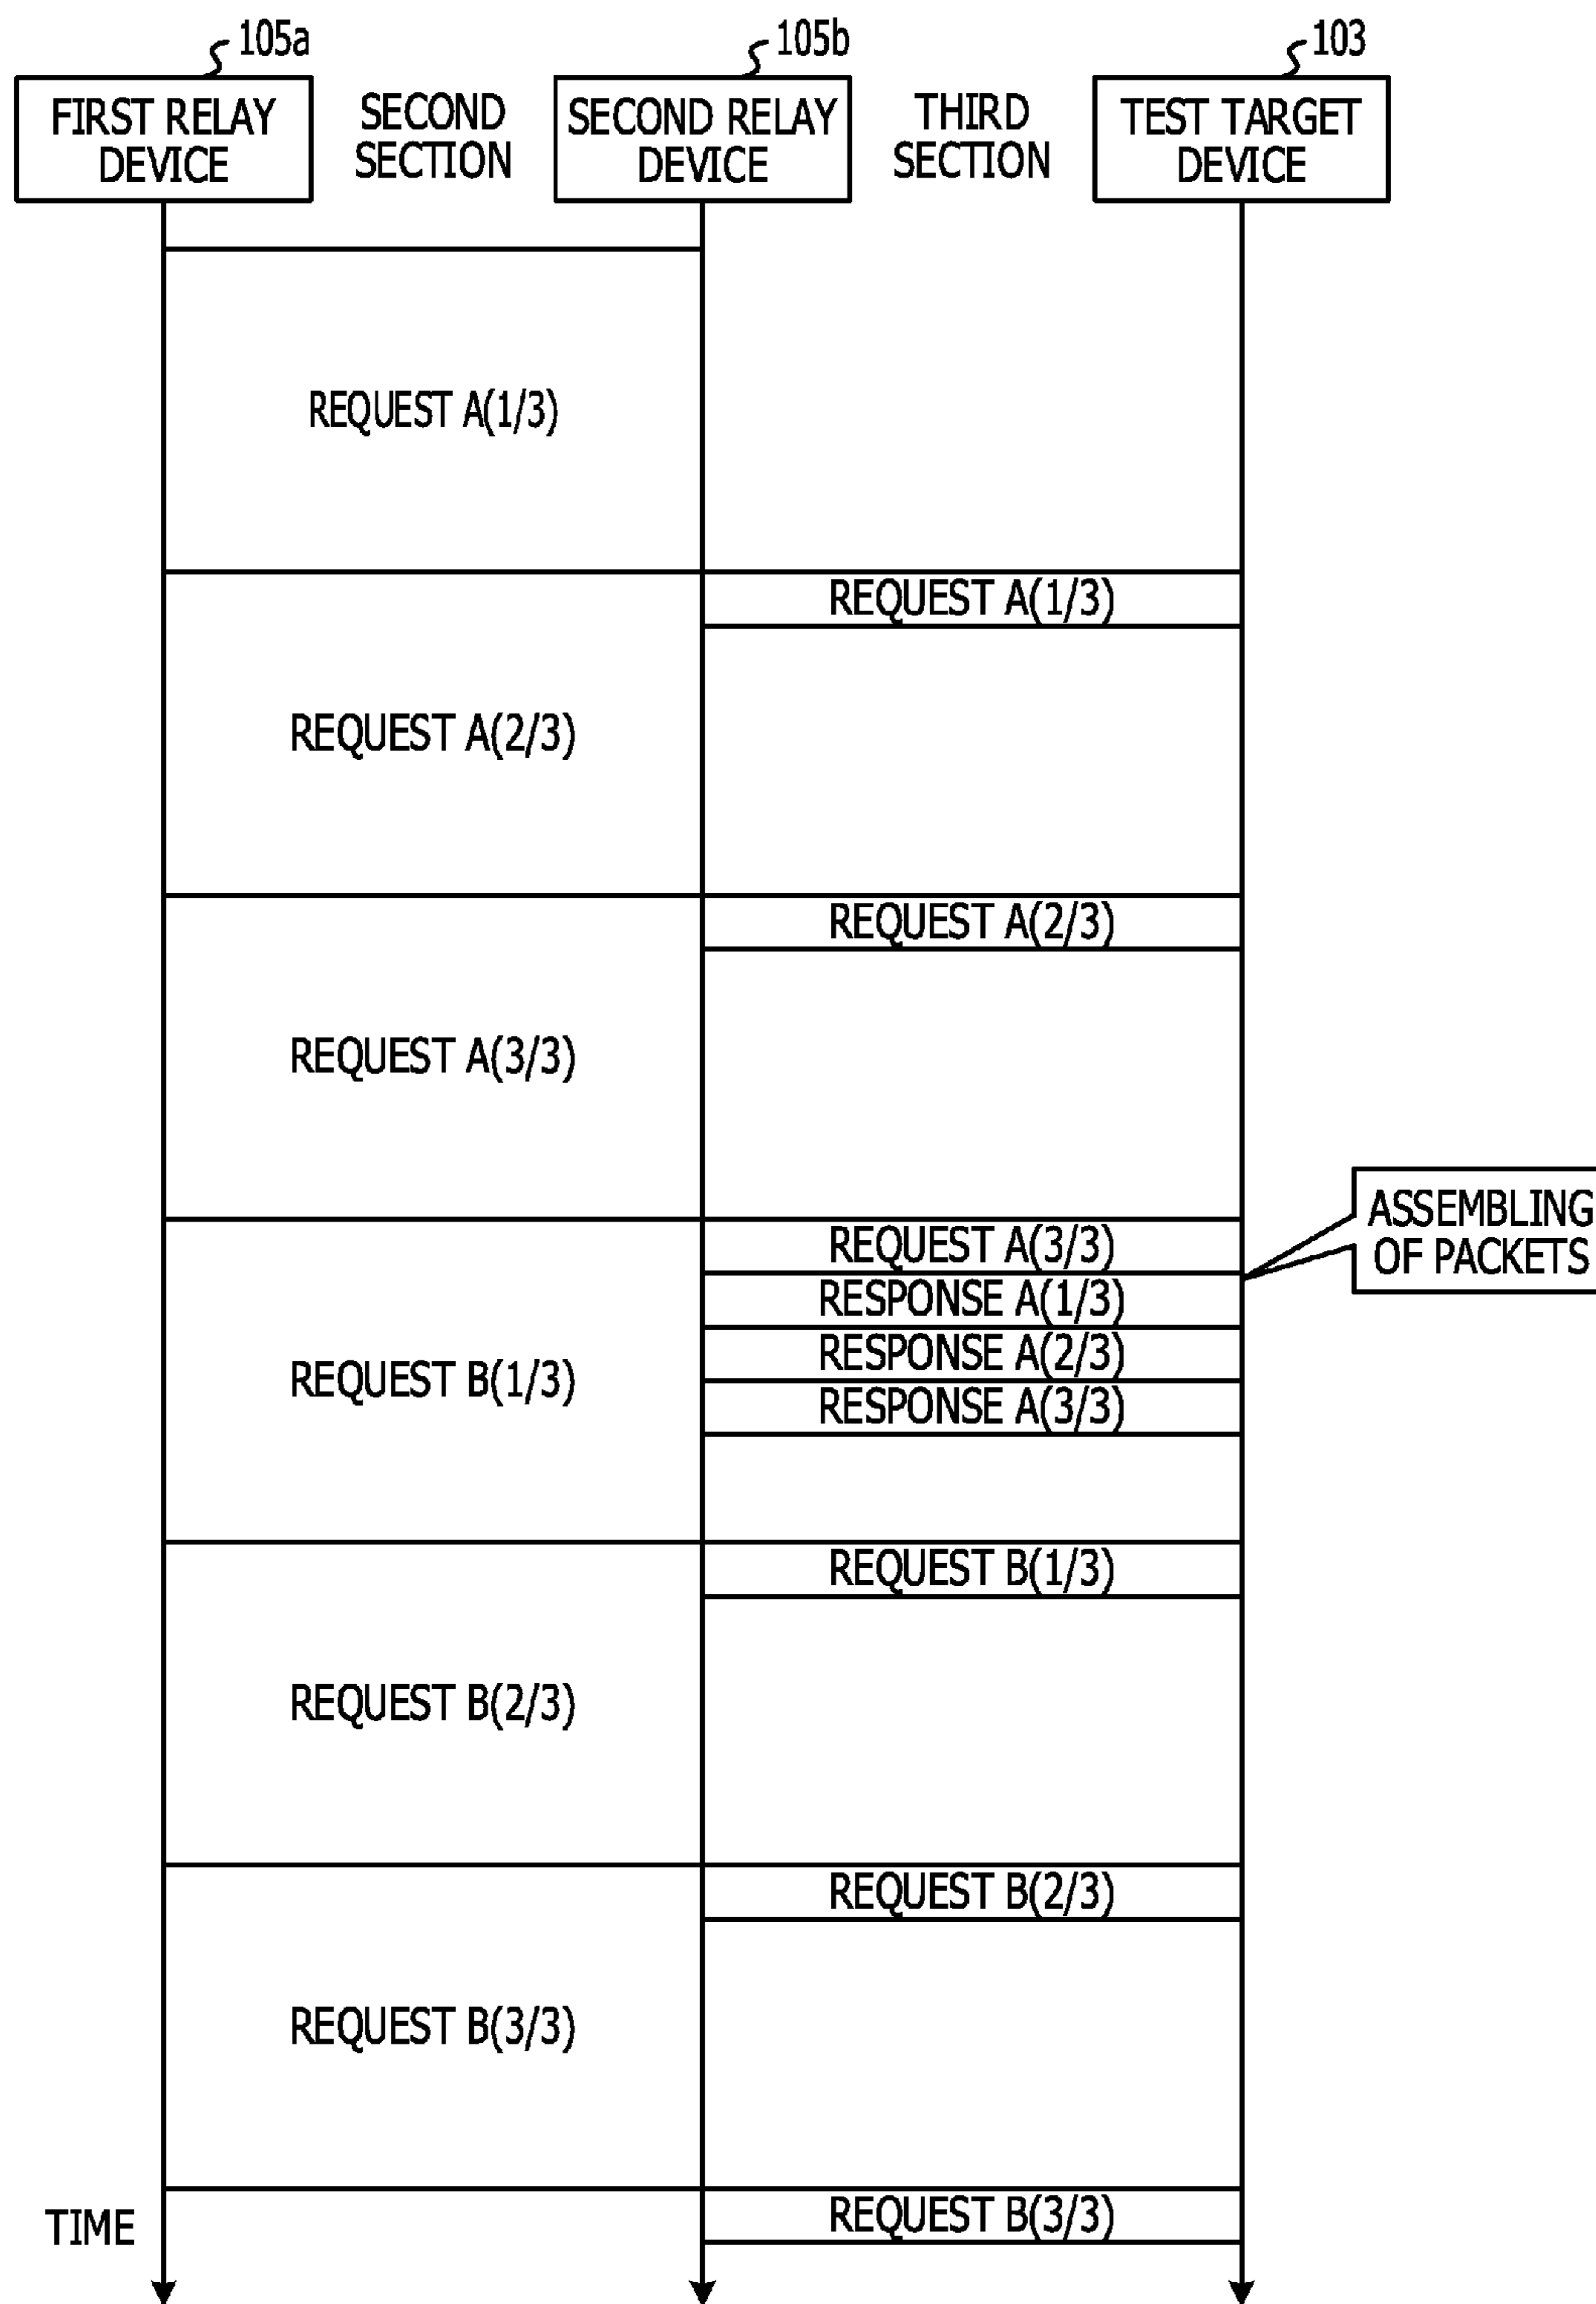 105a
105b
103
FIRST RELAY
DEVICE
SECOND
SECTION
SECOND RELAY
DEVICE
THIRD
SECTION
TEST TARGET
DEVICE
REQUEST A(1/3)
REQUEST A(1/3)
REQUEST A(2/3)
REQUEST A(2/3)
REQUEST A(3/3)
REQUEST A(3/3)
ASSEMBLING
OF PACKETS
RESPONSE A(1/3)
RESPONSE A(2/3)
REQUEST B(1/3)
RESPONSE A(3/3)
REQUEST B(1/3)
REQUEST B(2/3)
REQUEST B(2/3)
REQUEST B(3/3)
REQUEST B(3/3)
TIME